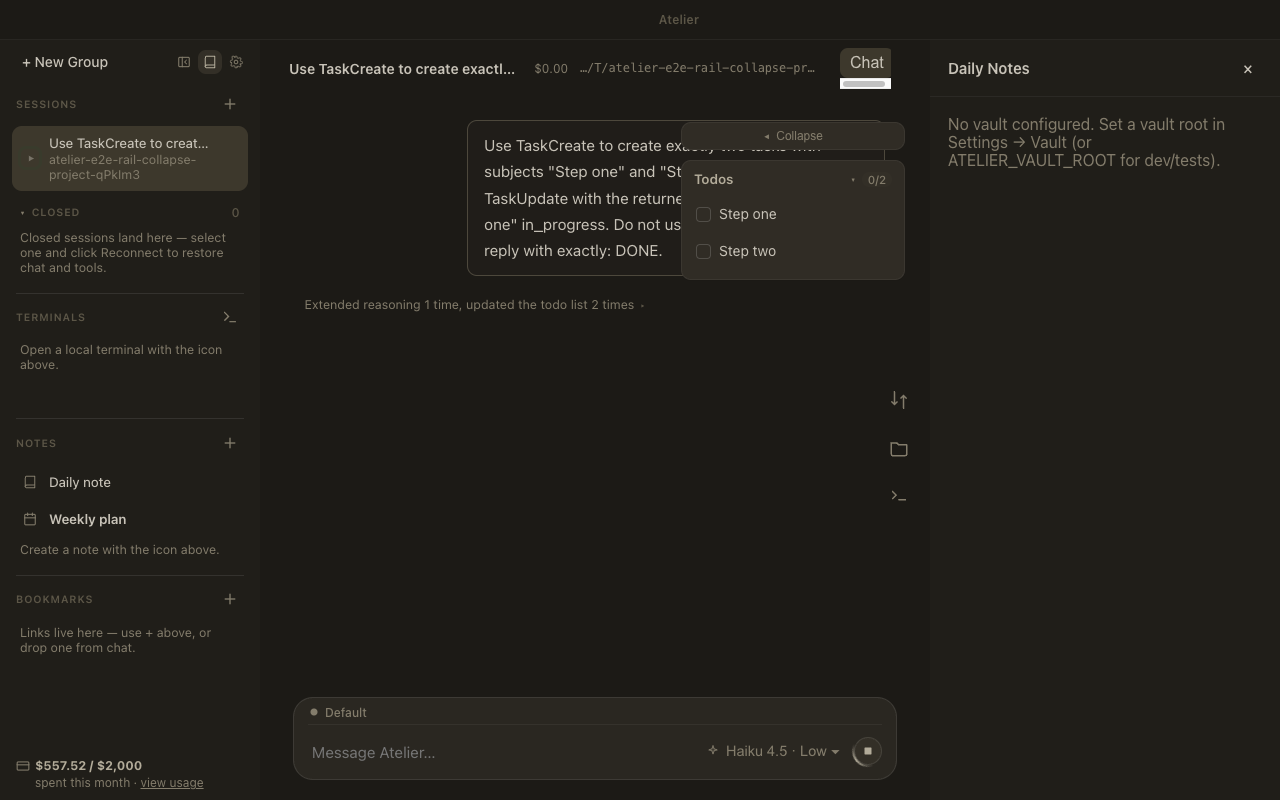 Atelier
+ New Group
SESSIONS
Use TaskCreate to creat...
atelier-e2e-rail-collapse-
project-qPklm3
CLOSED 0
Closed sessions land here — select
one and click Reconnect to restore
chat and tools.
TERMINALS
Open a local terminal with the icon
above.
NOTES
Daily note
Weekly plan
Create a note with the icon above.
BOOKMARKS
Links live here — use + above, or
drop one from chat.
$557.52 / $2,000
spent this month · view usage
Use TaskCreate to create exactl... $0.00 …/T/atelier-e2e-rail-collapse-pr… Chat
Use TaskCreate to create exactly two tasks with
subjects "Step one" and "St
TaskUpdate with the returne
one" in_progress. Do not us
reply with exactly: DONE.
Collapse
Todos 0/2
Step one
Step two
Extended reasoning 1 time, updated the todo list 2 times
Default
Message Atelier...
Haiku 4.5 · Low
Daily Notes
No vault configured. Set a vault root in
Settings → Vault (or
ATELIER_VAULT_ROOT for dev/tests).